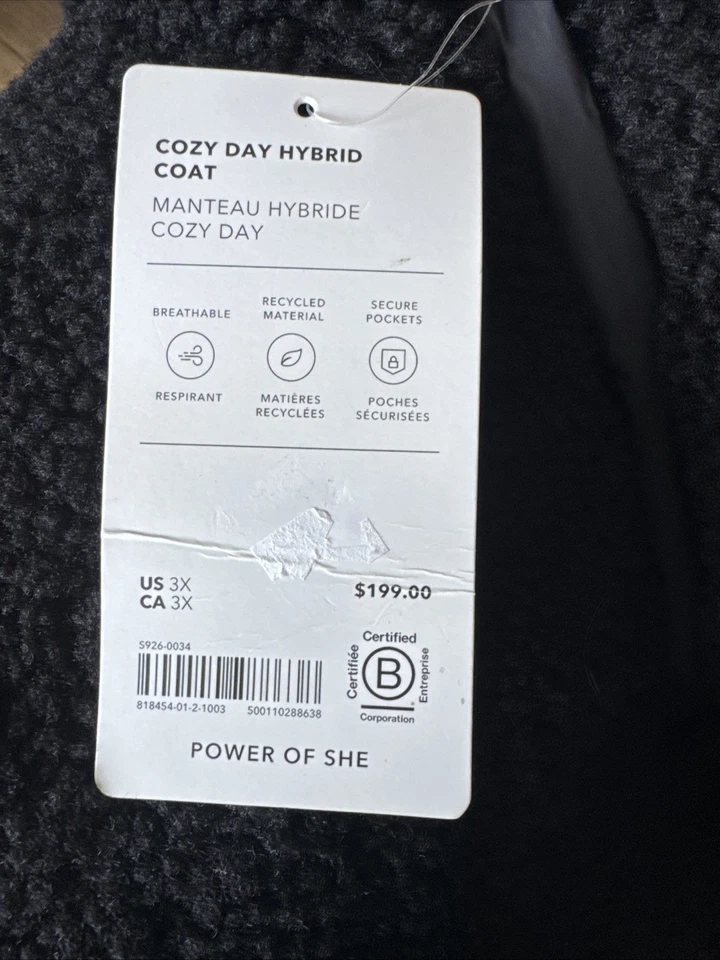 COZY DAY HYBRID
COAT
MANTEAU HYBRIDE
COZY DAY
BREATHABLE
RESPIRANT
RECYCLED
MATERIAL
MATIÈRES
RECYCLÉES
SECURE
POCKETS
POCHES
SÉCURISÉES
US 3X
CA 3X
$199.00
S926-0034
818454-01-2-1003 500110288638
Certified
Certifiée
B
Entreprise
Corporation
POWER OF SHE